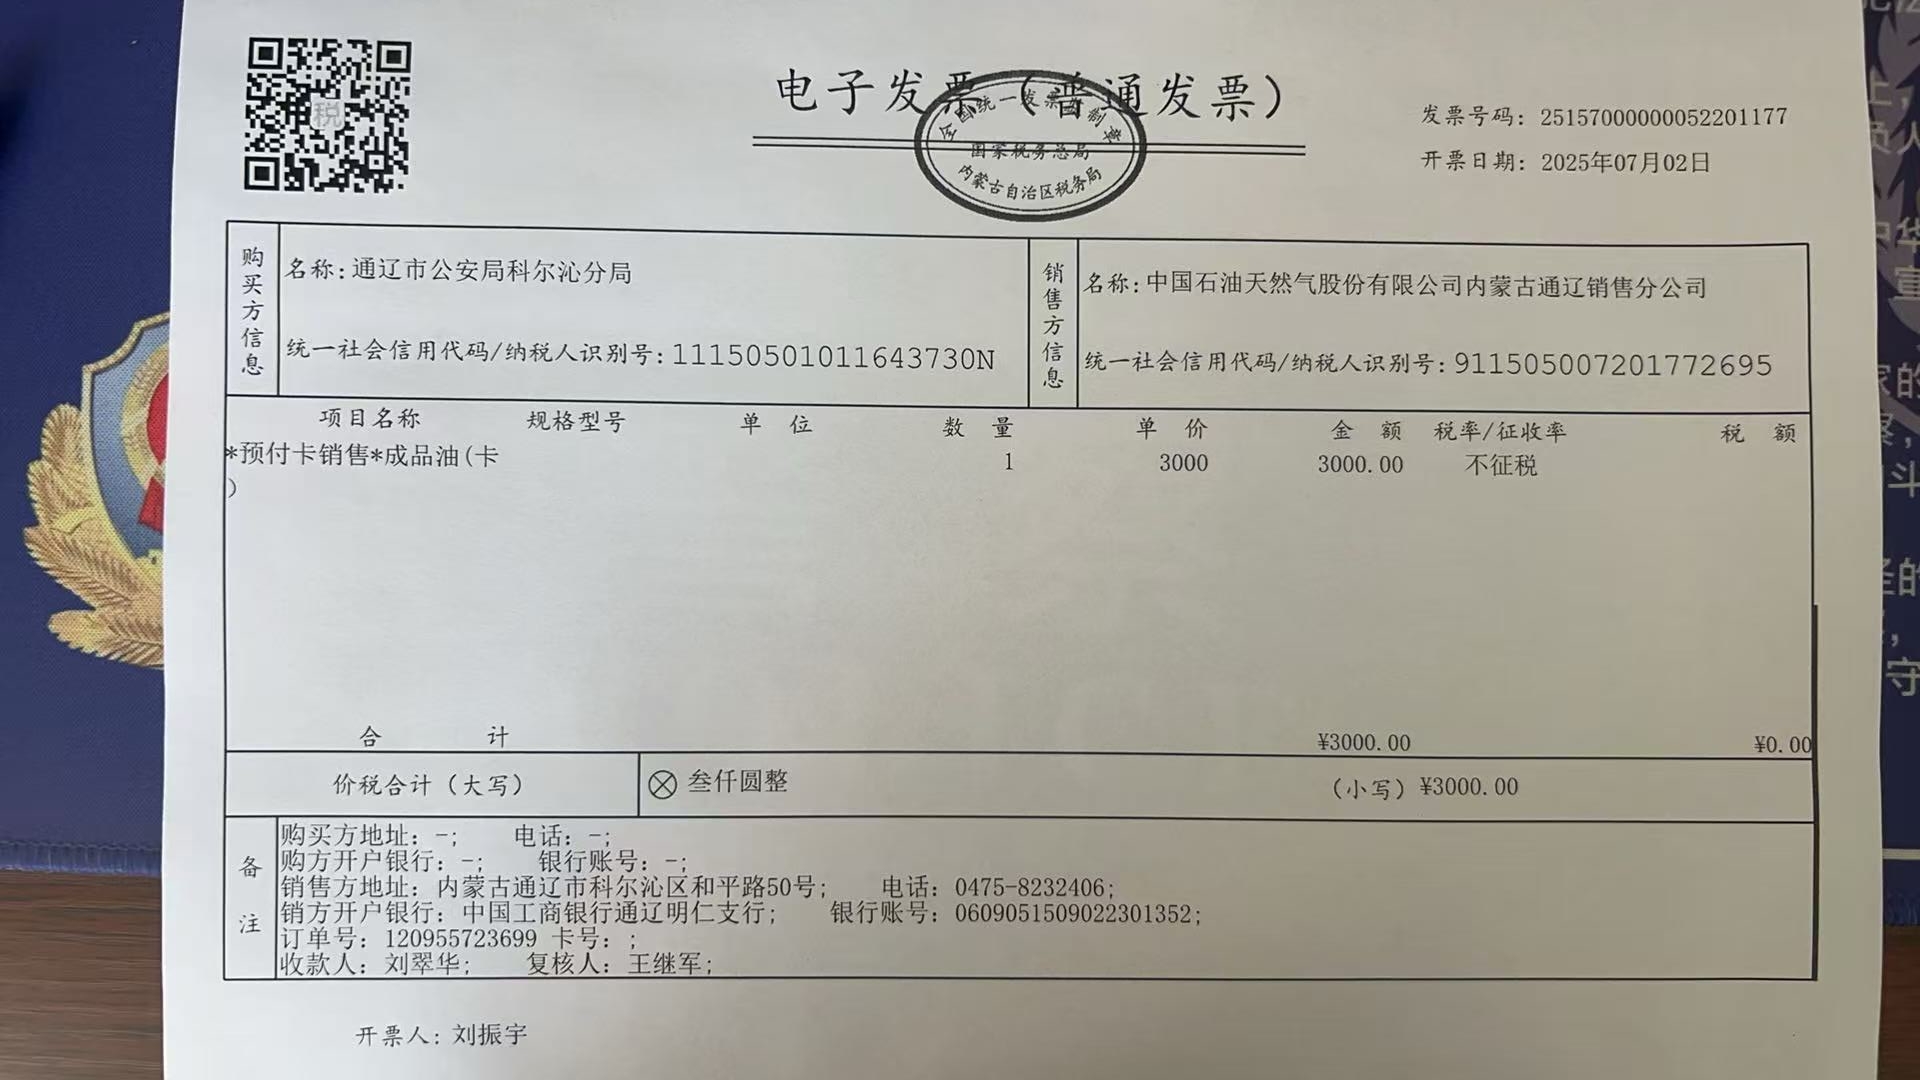 税
电子发票（普通发票）
全国统一发票监制章
国家税务总局
内蒙古自治区税务局
发票号码：25157000000052201177
开票日期：2025年07月02日
购买方信息
名称：通辽市公安局科尔沁分局
统一社会信用代码/纳税人识别号：11150501011643730N
销售方信息
名称：中国石油天然气股份有限公司内蒙古通辽销售分公司
统一社会信用代码/纳税人识别号：911505007201772695
项目名称 规格型号 单 位 数 量 单 价 金 额 税率/征收率 税 额
*预付卡销售*成品油(卡 1 3000 3000.00 不征税
)
合 计 ¥3000.00 ¥0.00
价税合计（大写） ⊗ 叁仟圆整 （小写）¥3000.00
备注
购买方地址：-; 电话：-;
购方开户银行：-; 银行账号：-;
销售方地址：内蒙古通辽市科尔沁区和平路50号; 电话：0475-8232406;
销方开户银行：中国工商银行通辽明仁支行; 银行账号：0609051509022301352;
订单号：120955723699 卡号：;
收款人：刘翠华; 复核人：王继军;
开票人：刘振宇